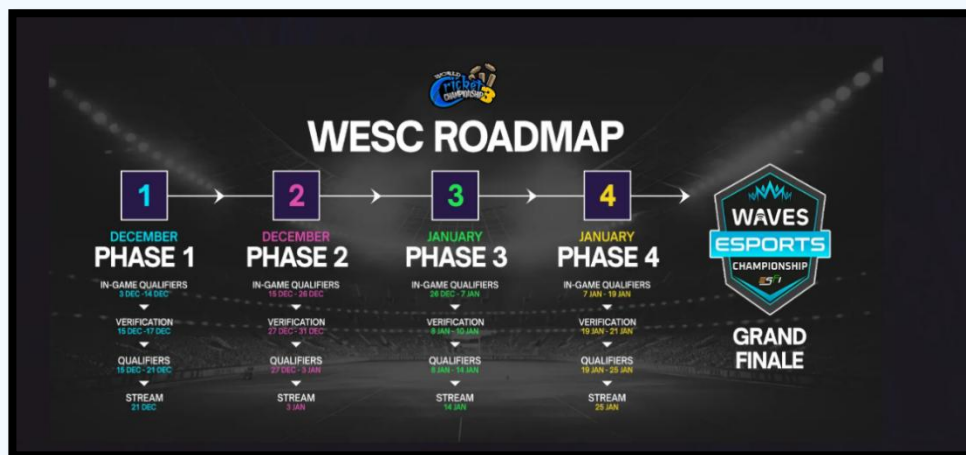 WORLD
Cricket
CHAMPIONSHIP 3
WESC ROADMAP
1
DECEMBER
PHASE 1
IN-GAME QUALIFIERS
3 DEC -14 DEC
VERIFICATION
15 DEC -17 DEC
QUALIFIERS
15 DEC - 21 DEC
STREAM
21 DEC
2
DECEMBER
PHASE 2
IN-GAME QUALIFIERS
15 DEC - 26 DEC
VERIFICATION
27 DEC - 31 DEC
QUALIFIERS
27 DEC - 3 JAN
STREAM
3 JAN
3
JANUARY
PHASE 3
IN-GAME QUALIFIERS
26 DEC - 7 JAN
VERIFICATION
8 JAN - 10 JAN
QUALIFIERS
8 JAN - 14 JAN
STREAM
14 JAN
4
JANUARY
PHASE 4
IN-GAME QUALIFIERS
7 JAN - 19 JAN
VERIFICATION
19 JAN - 21 JAN
QUALIFIERS
19 JAN - 25 JAN
STREAM
25 JAN
WAVES
ESPORTS
CHAMPIONSHIP
ESFI
GRAND
FINALE